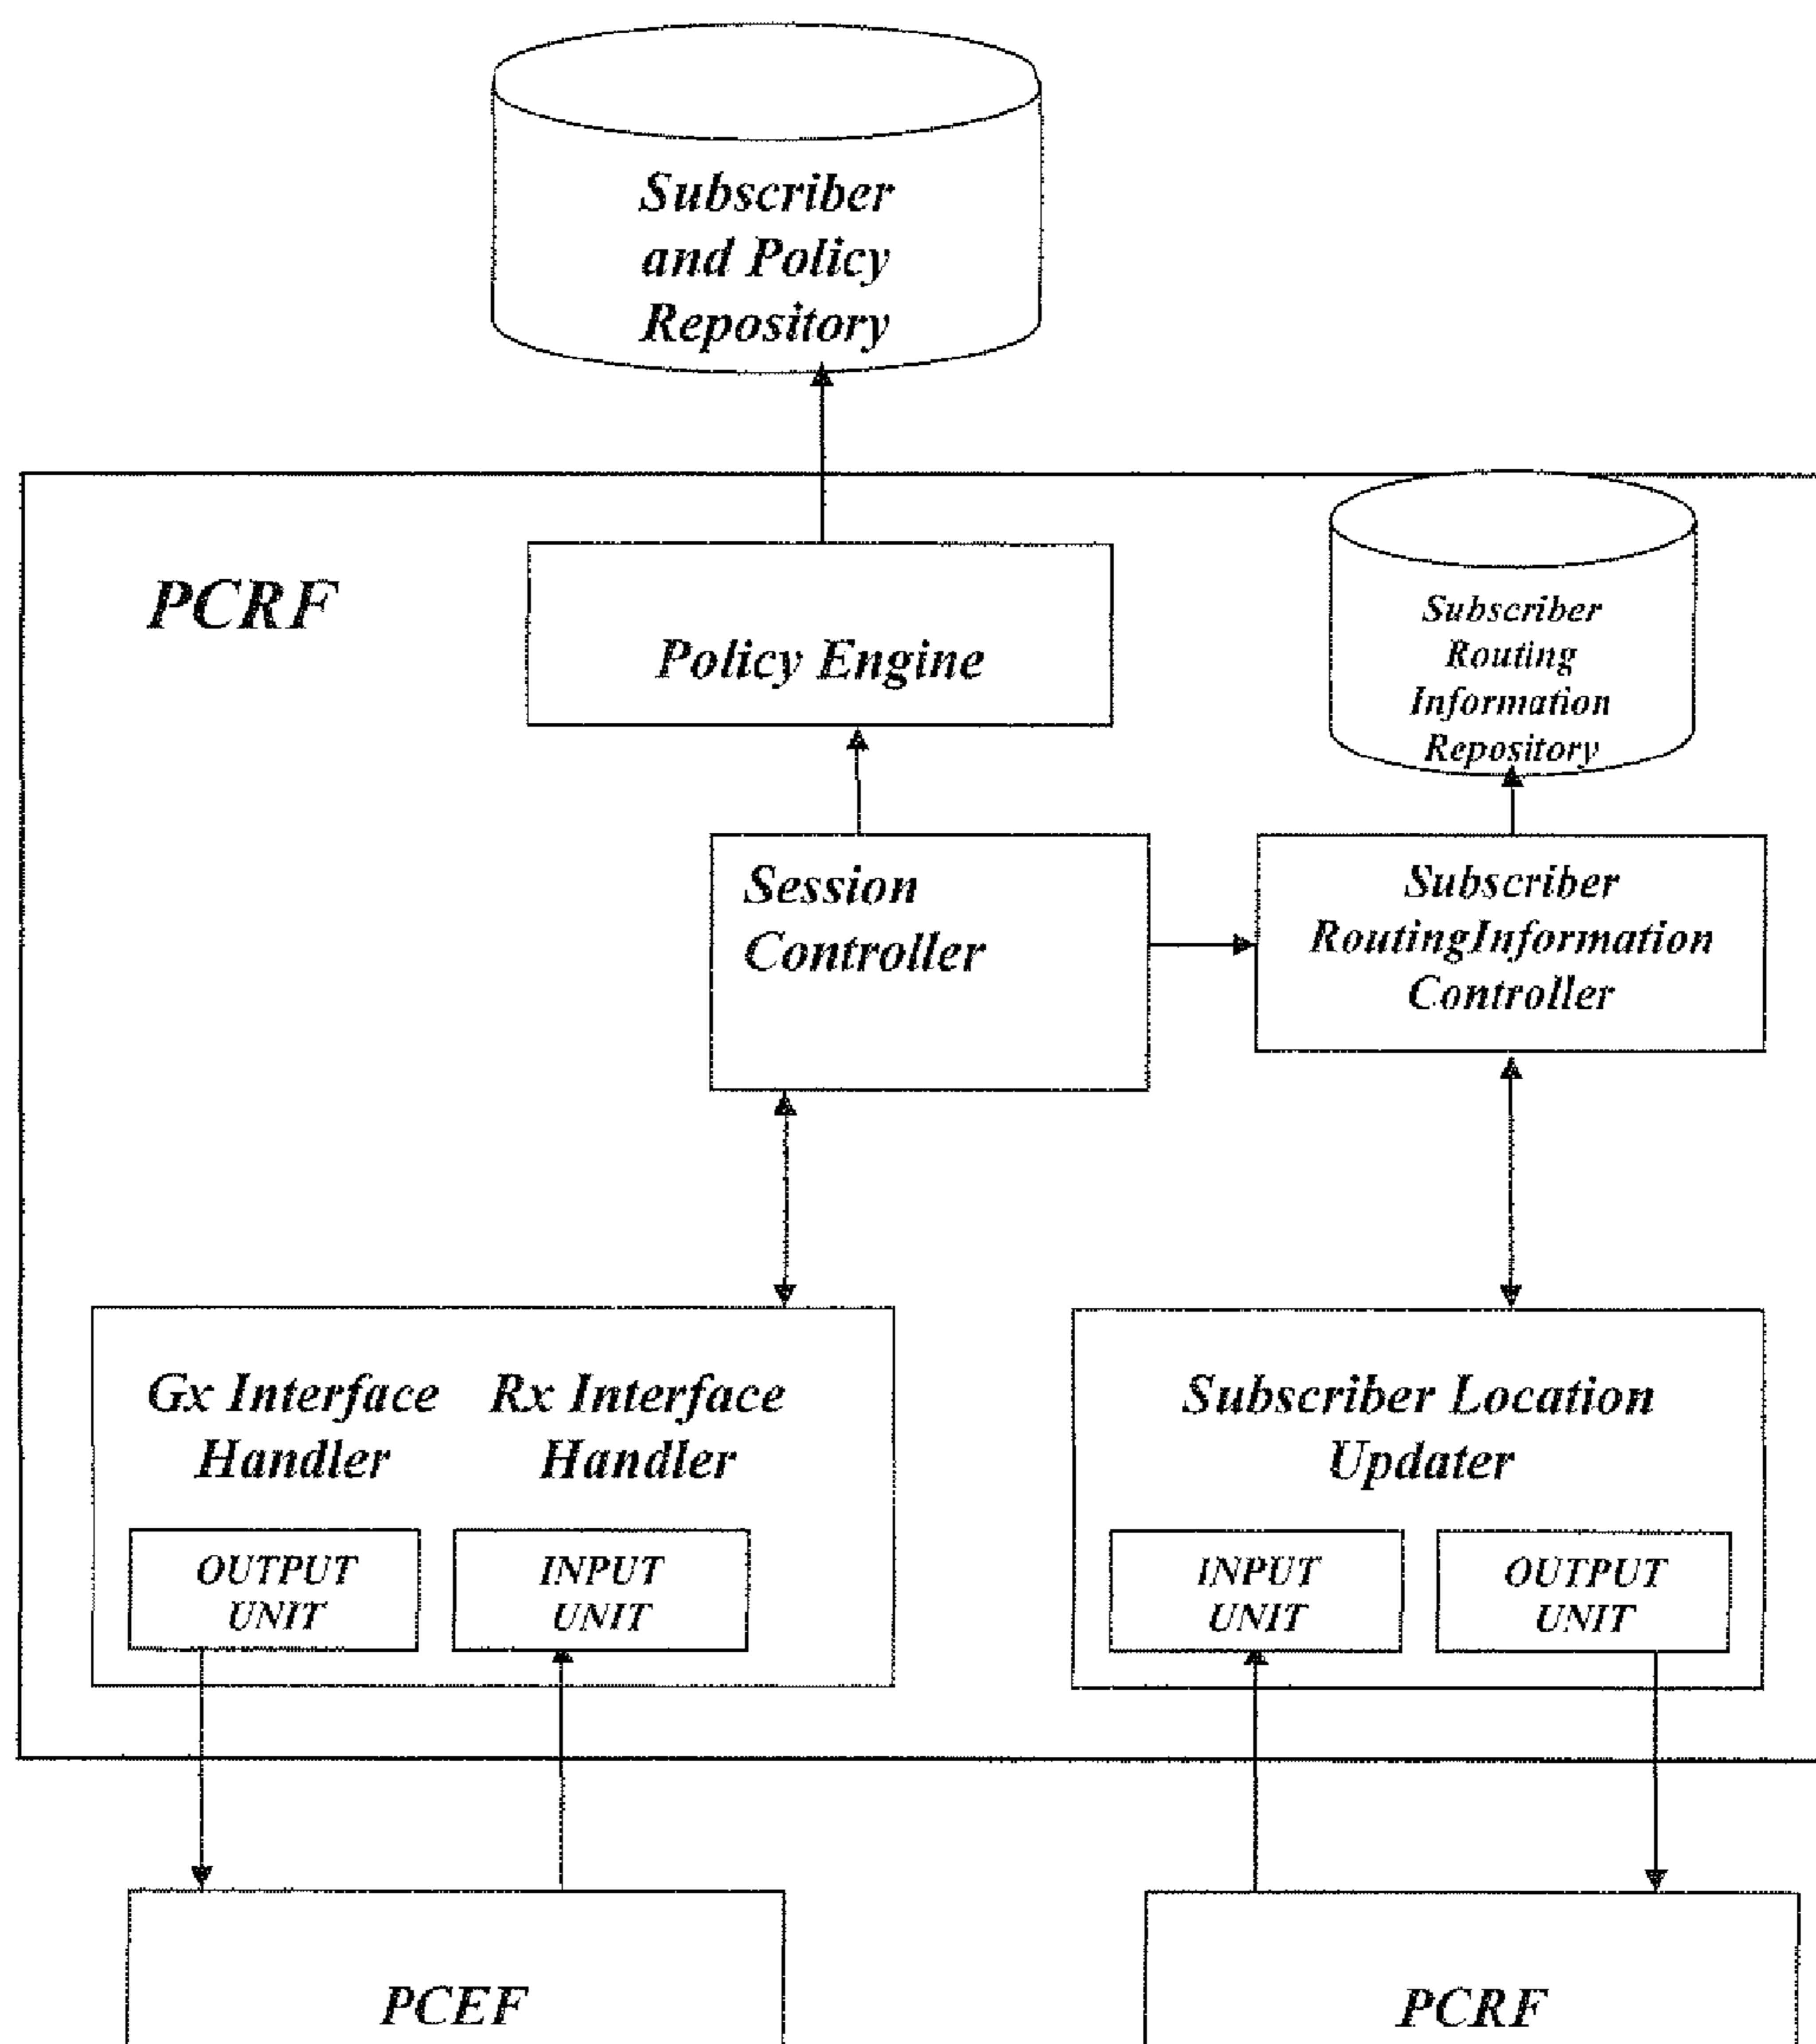 Subscriber
and Policy
Repository
PCRF
Policy Engine
Subscriber
Routing
Information
Repository
Session
Controller
Subscriber
RoutingInformation
Controller
Gx Interface
Handler
Rx Interface
Handler
OUTPUT
UNIT
INPUT
UNIT
Subscriber Location
Updater
INPUT
UNIT
OUTPUT
UNIT
PCEF
PCRF